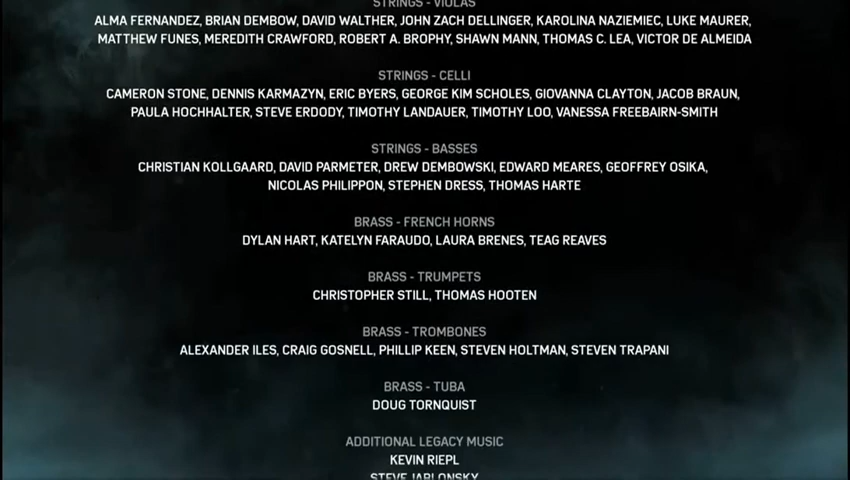 STRINGS - VIOLAS
ALMA FERNANDEZ, BRIAN DEMBOW, DAVID WALTHER, JOHN ZACH DELLINGER, KAROLINA NAZIEMIEC, LUKE MAURER,
MATTHEW FUNES, MEREDITH CRAWFORD, ROBERT A. BROPHY, SHAWN MANN, THOMAS C. LEA, VICTOR DE ALMEIDA
STRINGS - CELLI
CAMERON STONE, DENNIS KARMAZYN, ERIC BYERS, GEORGE KIM SCHOLES, GIOVANNA CLAYTON, JACOB BRAUN,
PAULA HOCHHALTER, STEVE ERDODY, TIMOTHY LANDAUER, TIMOTHY LOO, VANESSA FREEBAIRN-SMITH
STRINGS - BASSES
CHRISTIAN KOLLGAARD, DAVID PARMETER, DREW DEMBOWSKI, EDWARD MEARES, GEOFFREY OSIKA,
NICOLAS PHILIPPON, STEPHEN DRESS, THOMAS HARTE
BRASS - FRENCH HORNS
DYLAN HART, KATELYN FARAUDO, LAURA BRENES, TEAG REAVES
BRASS - TRUMPETS
CHRISTOPHER STILL, THOMAS HOOTEN
BRASS - TROMBONES
ALEXANDER ILES, CRAIG GOSNELL, PHILLIP KEEN, STEVEN HOLTMAN, STEVEN TRAPANI
BRASS - TUBA
DOUG TORNQUIST
ADDITIONAL LEGACY MUSIC
KEVIN RIEPL
STEVE JABLONSKY